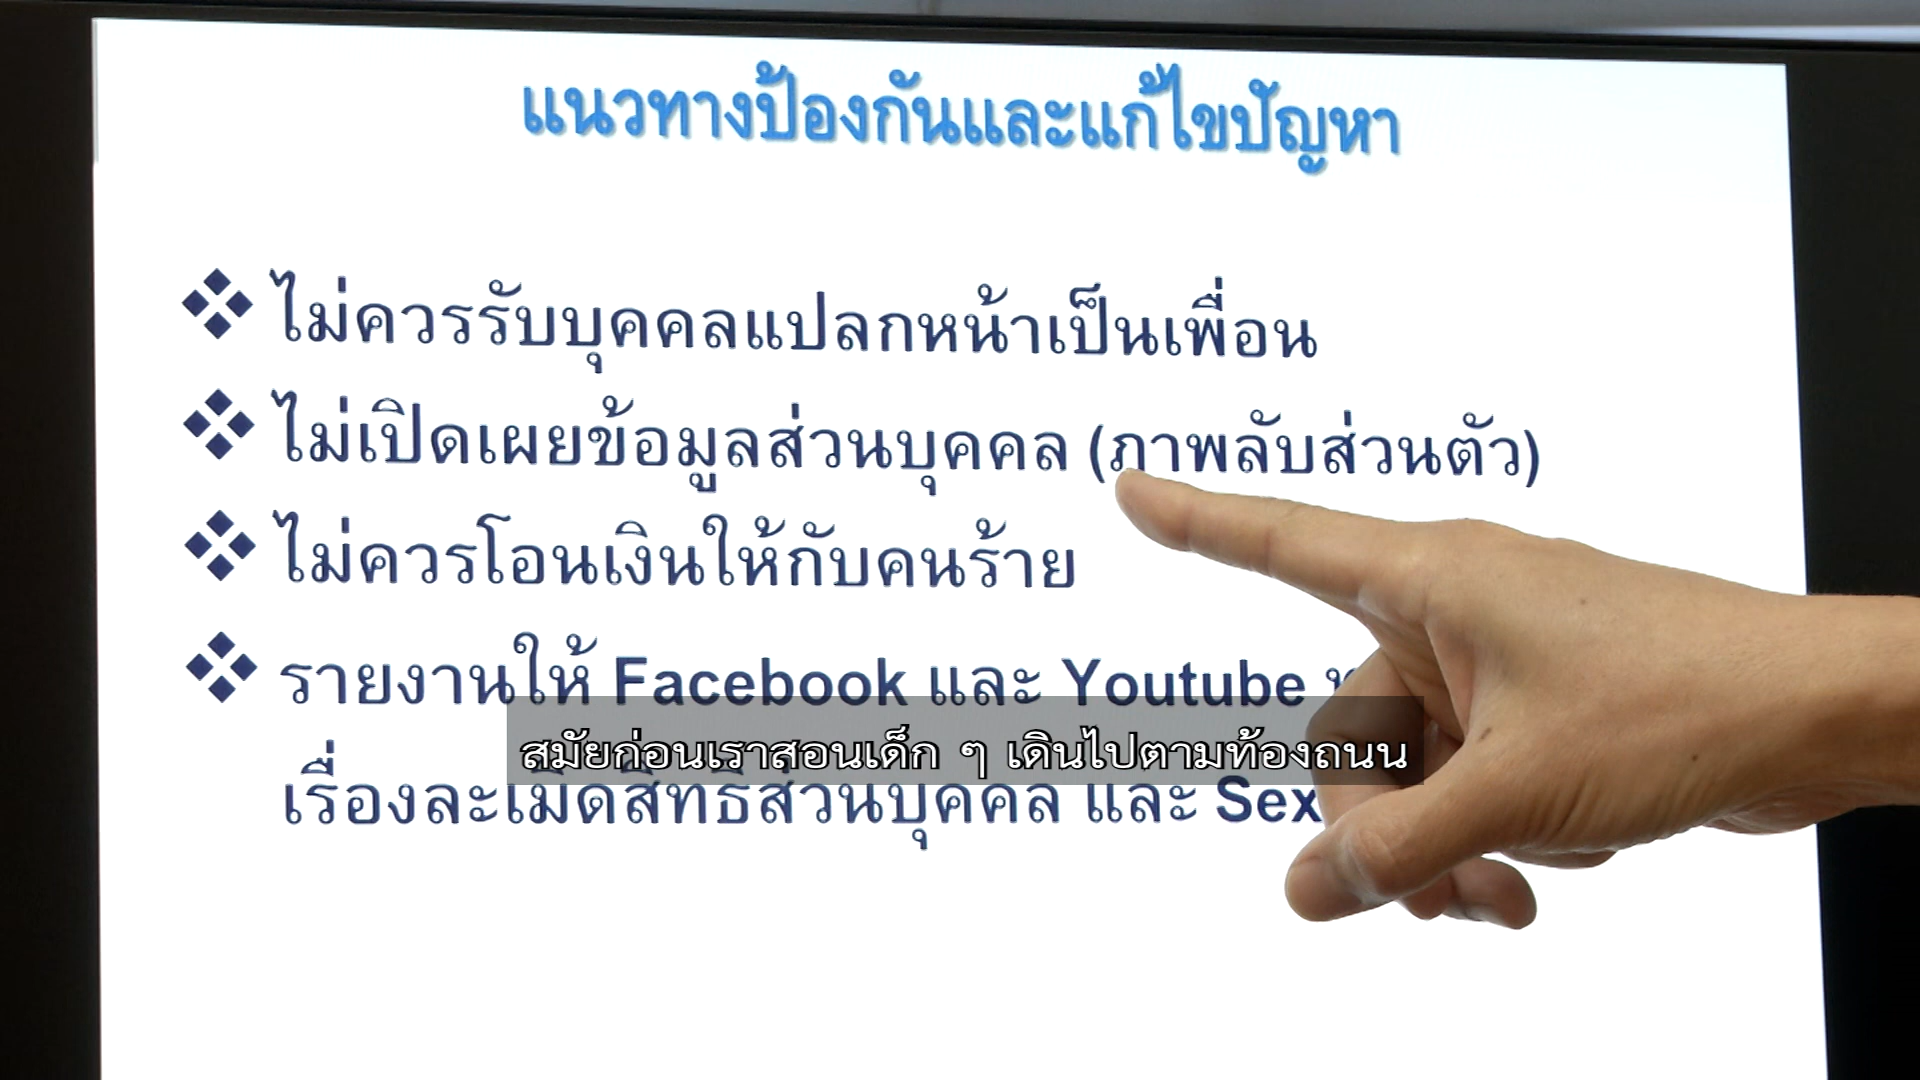 แนวทางป้องกันและแก้ไขปัญหา
ไม่ควรรับบุคคลแปลกหน้าเป็นเพื่อน
ไม่เปิดเผยข้อมูลส่วนบุคคล (ภาพลับส่วนตัว)
ไม่ควรโอนเงินให้กับคนร้าย
รายงานให้ Facebook และ Youtube
สมัยก่อนเราสอนเด็ก ๆ เดินไปตามท้องถนน
เรื่องละเมิดสิทธิส่วนบุคคล และ Sex